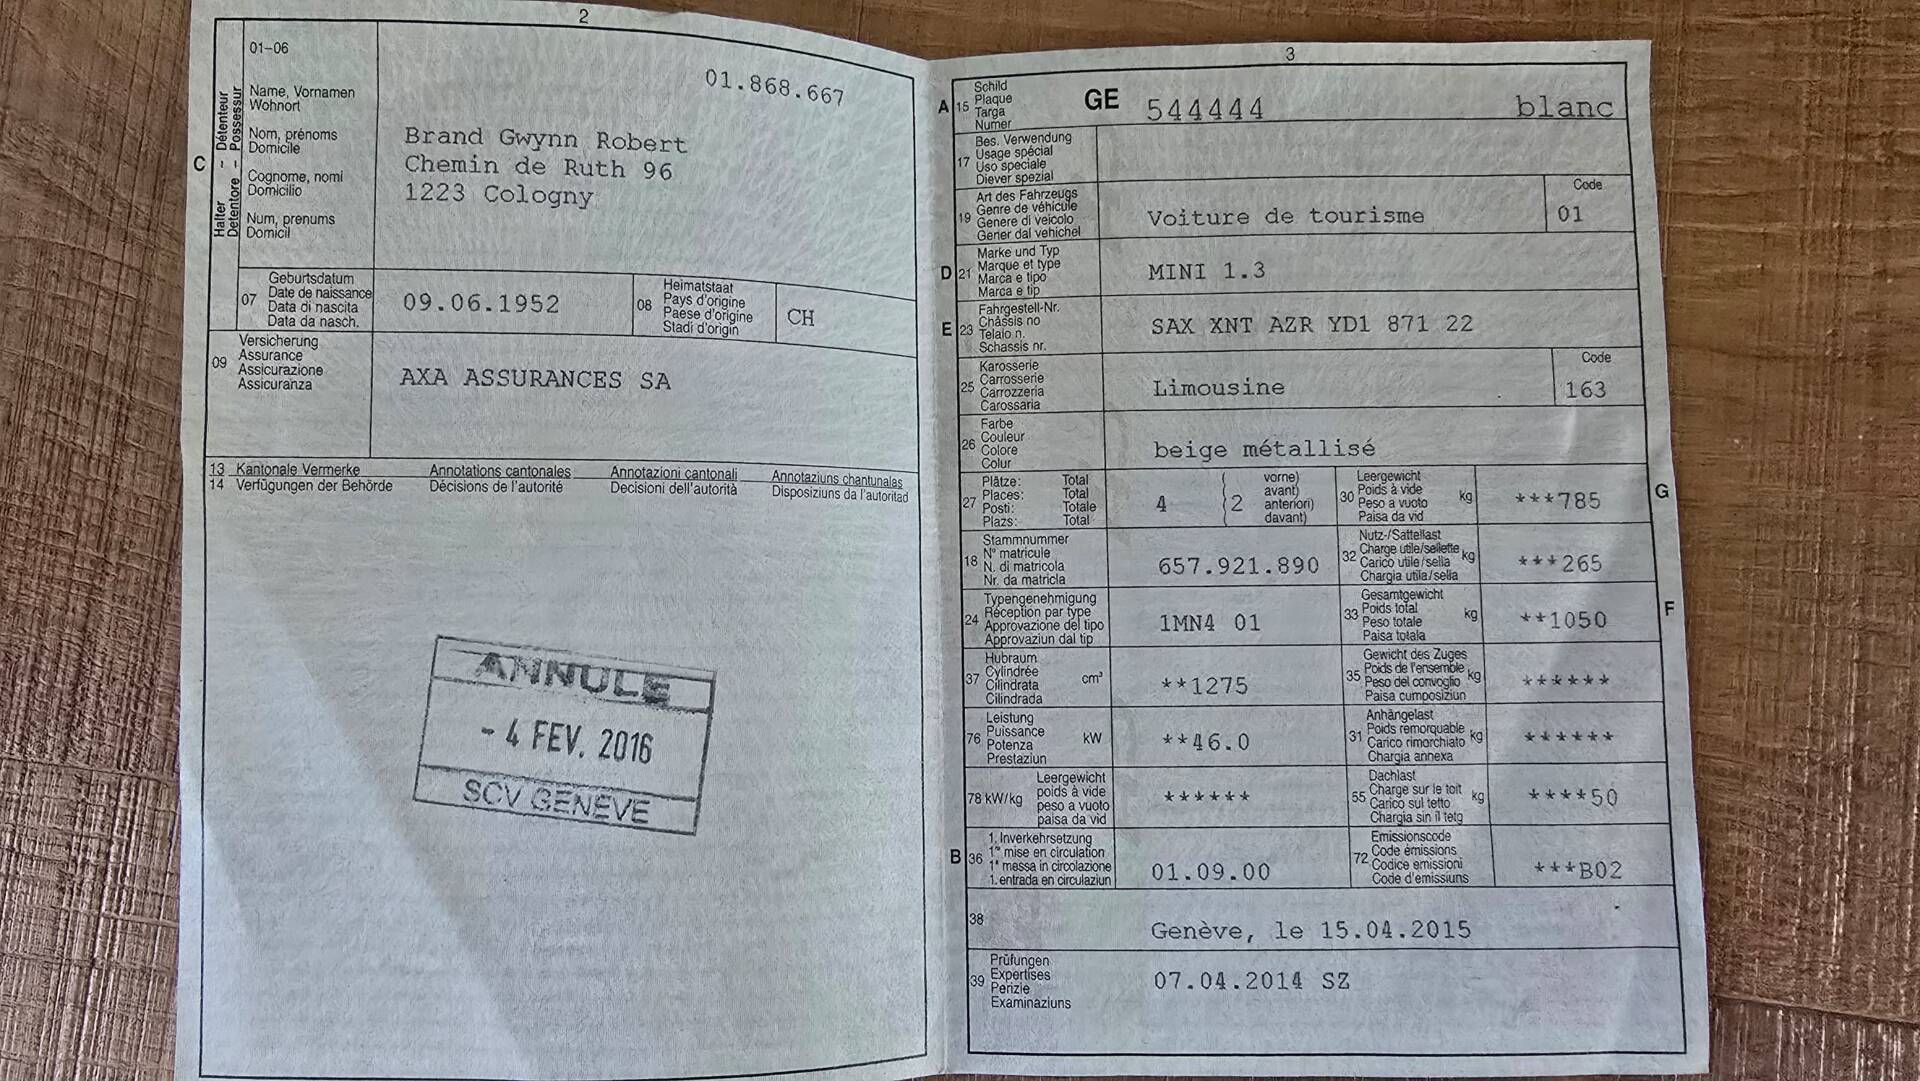 2
01-06
01.868.667
C
Halter - Détenteur
Detentore - Possessur
Name, Vornamen
Wohnort
Nom, prénoms
Domicile
Cognome, nomi
Domicilio
Num, prenums
Domicil
Brand Gwynn Robert
Chemin de Ruth 96
1223 Cologny
07
Geburtsdatum
Date de naissance
Data di nascita
Data da nasch.
09.06.1952
08
Heimatstaat
Pays d'origine
Paese d'origine
Stadi d'origin
CH
09
Versicherung
Assurance
Assicurazione
Assicuranza
AXA ASSURANCES SA
13 Kantonale Vermerke Annotations cantonales Annotazioni cantonali Annotaziuns chantunales
14 Verfügungen der Behörde Décisions de l'autorité Decisioni dell'autorità Disposiziuns da l'autoritad
ANNULE
- 4 FEV. 2016
SCV GENÈVE
3
A
15
Schild
Plaque
Targa
Numer
GE 544444 blanc
17
Bes. Verwendung
Usage spécial
Uso speciale
Diever spezial
19
Art des Fahrzeugs
Genre de véhicule
Genere di veicolo
Gener dal vehichel
Voiture de tourisme
Code
01
D
21
Marke und Typ
Marque et type
Marca e tipo
Marca e tip
MINI 1.3
E
23
Fahrgestell-Nr.
Châssis no
Telaio n.
Schassis nr.
SAX XNT AZR YD1 871 22
25
Karosserie
Carrosserie
Carrozzeria
Carossaria
Limousine
Code
163
26
Farbe
Couleur
Colore
Colur
beige métallisé
27
Plätze: Total
Places: Total
Posti: Totale
Plazs: Total
4
2
vorne)
avant)
anteriori)
davant)
30
Leergewicht
Poids à vide
Peso a vuoto
Paisa da vid
kg
***785
G
18
Stammnummer
N° matricule
N. di matricola
Nr. da matricla
657.921.890
32
Nutz-/Sattellast
Charge utile/sellette
Carico utile/sella
Chargia utila/sella
kg
***265
24
Typengenehmigung
Réception par type
Approvazione del tipo
Approvaziun dal tip
1MN4 01
33
Gesamtgewicht
Poids total
Peso totale
Paisa totala
kg
**1050
F
37
Hubraum
Cylindrée
Cilindrata
Cilindrada
cm³
**1275
35
Gewicht des Zuges
Poids de l'ensemble
Peso del convoglio
Paisa cumposiziun
kg
******
76
Leistung
Puissance
Potenza
Prestaziun
kW
**46.0
31
Anhängelast
Poids remorquable
Carico rimorchiato
Chargia annexa
kg
******
78 kW/kg
Leergewicht
poids à vide
peso a vuoto
paisa da vid
******
55
Dachlast
Charge sur le toit
Carico sul tetto
Chargia sin il tetg
kg
****50
B
36
1. Inverkehrsetzung
1re mise en circulation
1a messa in circolazione
1. entrada en circulaziun
01.09.00
72
Emissionscode
Code émissions
Codice emissioni
Code d'emissiuns
***B02
38
Genève, le 15.04.2015
39
Prüfungen
Expertises
Perizie
Examinaziuns
07.04.2014 SZ